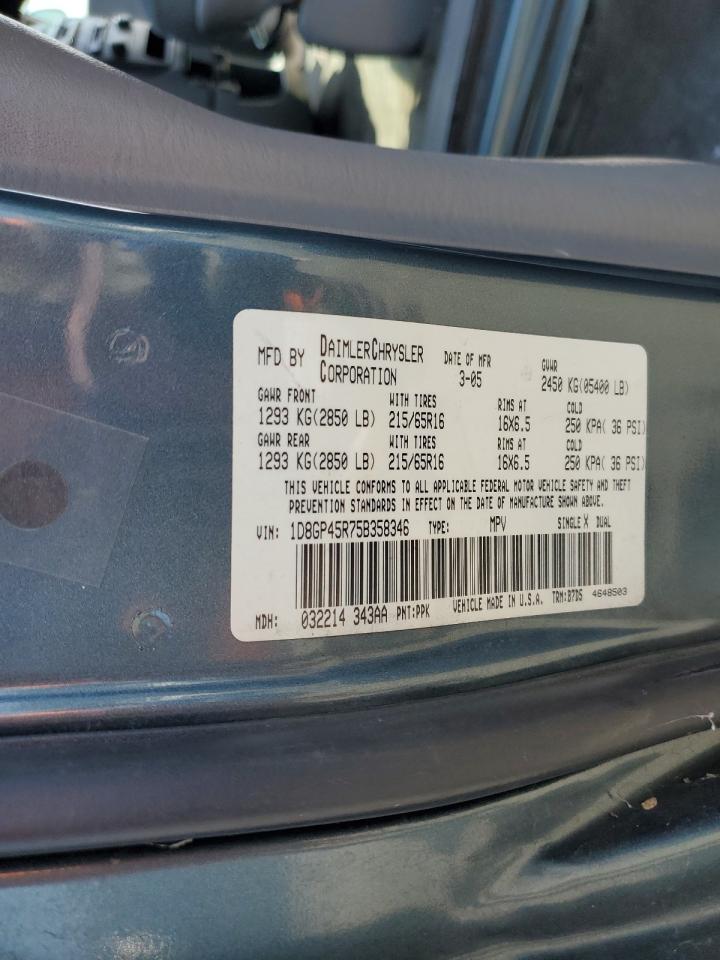 MFD BY DAIMLERCHRYSLER CORPORATION DATE OF MFR 3-05 GVWR 2450 KG(05400 LB)
GAWR FRONT WITH TIRES RIMS AT COLD
1293 KG(2850 LB) 215/65R16 16X6.5 250 KPA( 36 PSI)
GAWR REAR WITH TIRES RIMS AT COLD
1293 KG(2850 LB) 215/65R16 16X6.5 250 KPA( 36 PSI)
THIS VEHICLE CONFORMS TO ALL APPLICABLE FEDERAL MOTOR VEHICLE SAFETY AND THEFT
PREVENTION STANDARDS IN EFFECT ON THE DATE OF MANUFACTURE SHOWN ABOVE.
VIN: 1D8GP45R75B358346 TYPE: MPV SINGLE X DUAL
MDH: 032214 343AA PNT:PPK VEHICLE MADE IN U.S.A. TRM:B7D5 4648503